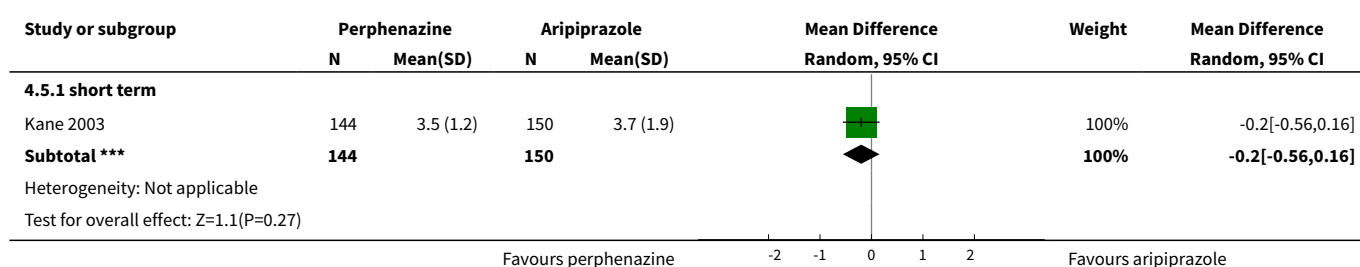 Study or subgroup Perphenazine Aripiprazole Mean Difference Weight Mean Difference
N Mean(SD) N Mean(SD) Random, 95% CI Random, 95% CI
4.5.1 short term
Kane 2003 144 3.5 (1.2) 150 3.7 (1.9) 100% -0.2[-0.56,0.16]
Subtotal *** 144 150 100% -0.2[-0.56,0.16]
Heterogeneity: Not applicable
Test for overall effect: Z=1.1(P=0.27)
Favours perphenazine -2 -1 0 1 2 Favours aripiprazole